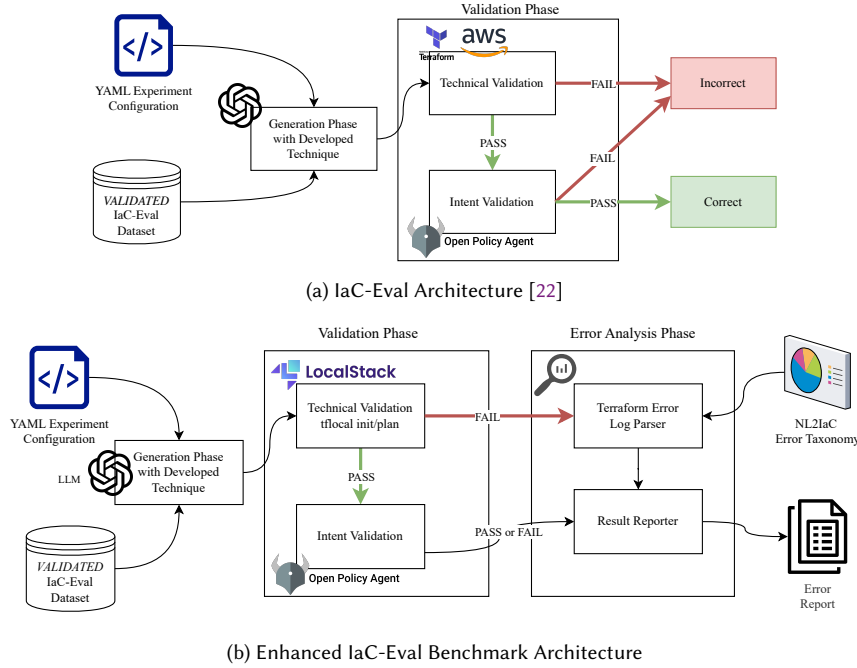 Validation Phase
YAML Experiment
Configuration
Terraform
aws
Technical Validation
FAIL
Incorrect
Generation Phase
with Developed
Technique
PASS
FAIL
VALIDATED
IaC-Eval
Dataset
Intent Validation
PASS
Correct
Open Policy Agent
(a) IaC-Eval Architecture [22]
Validation Phase
Error Analysis Phase
LocalStack
YAML Experiment
Configuration
Technical Validation
tflocal init/plan
FAIL
Terraform Error
Log Parser
NL2IaC
Error Taxonomy
LLM
Generation Phase
with Developed
Technique
PASS
VALIDATED
IaC-Eval
Dataset
Intent Validation
PASS or FAIL
Result Reporter
Open Policy Agent
Error
Report
(b) Enhanced IaC-Eval Benchmark Architecture